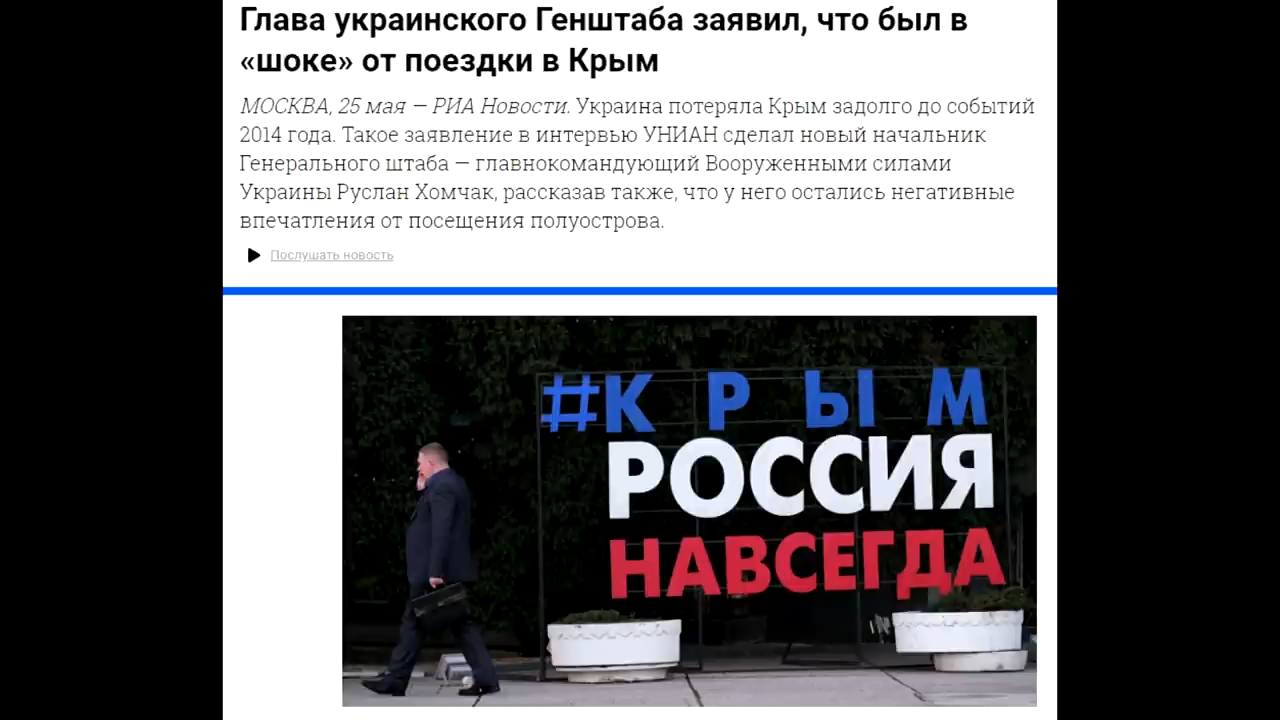 Глава украинского Генштаба заявил, что был в
«шоке» от поездки в Крым
МОСКВА, 25 мая — РИА Новости. Украина потеряла Крым задолго до событий
2014 года. Такое заявление в интервью УНИАН сделал новый начальник
Генерального штаба — главнокомандующий Вооруженными силами
Украины Руслан Хомчак, рассказав также, что у него остались негативные
впечатления от посещения полуострова.
Послушать новость
#КРЫМ
РОССИЯ
НАВСЕГДА